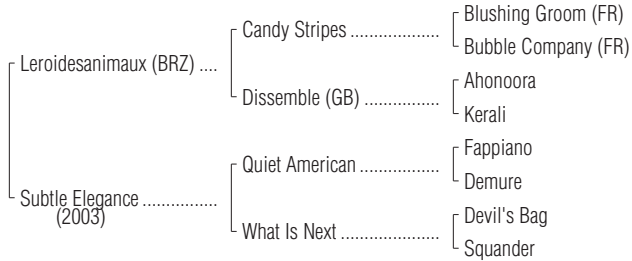 Blushing Groom (FR)
Candy Stripes ...................
Bubble Company (FR)
Leroidesanimaux (BRZ) ....
Ahonoora
Dissemble (GB) ................
Kerali
Fappiano
Quiet American .................
Demure
Subtle Elegance ................
(2003)
Devil's Bag
What Is Next .....................
Squander